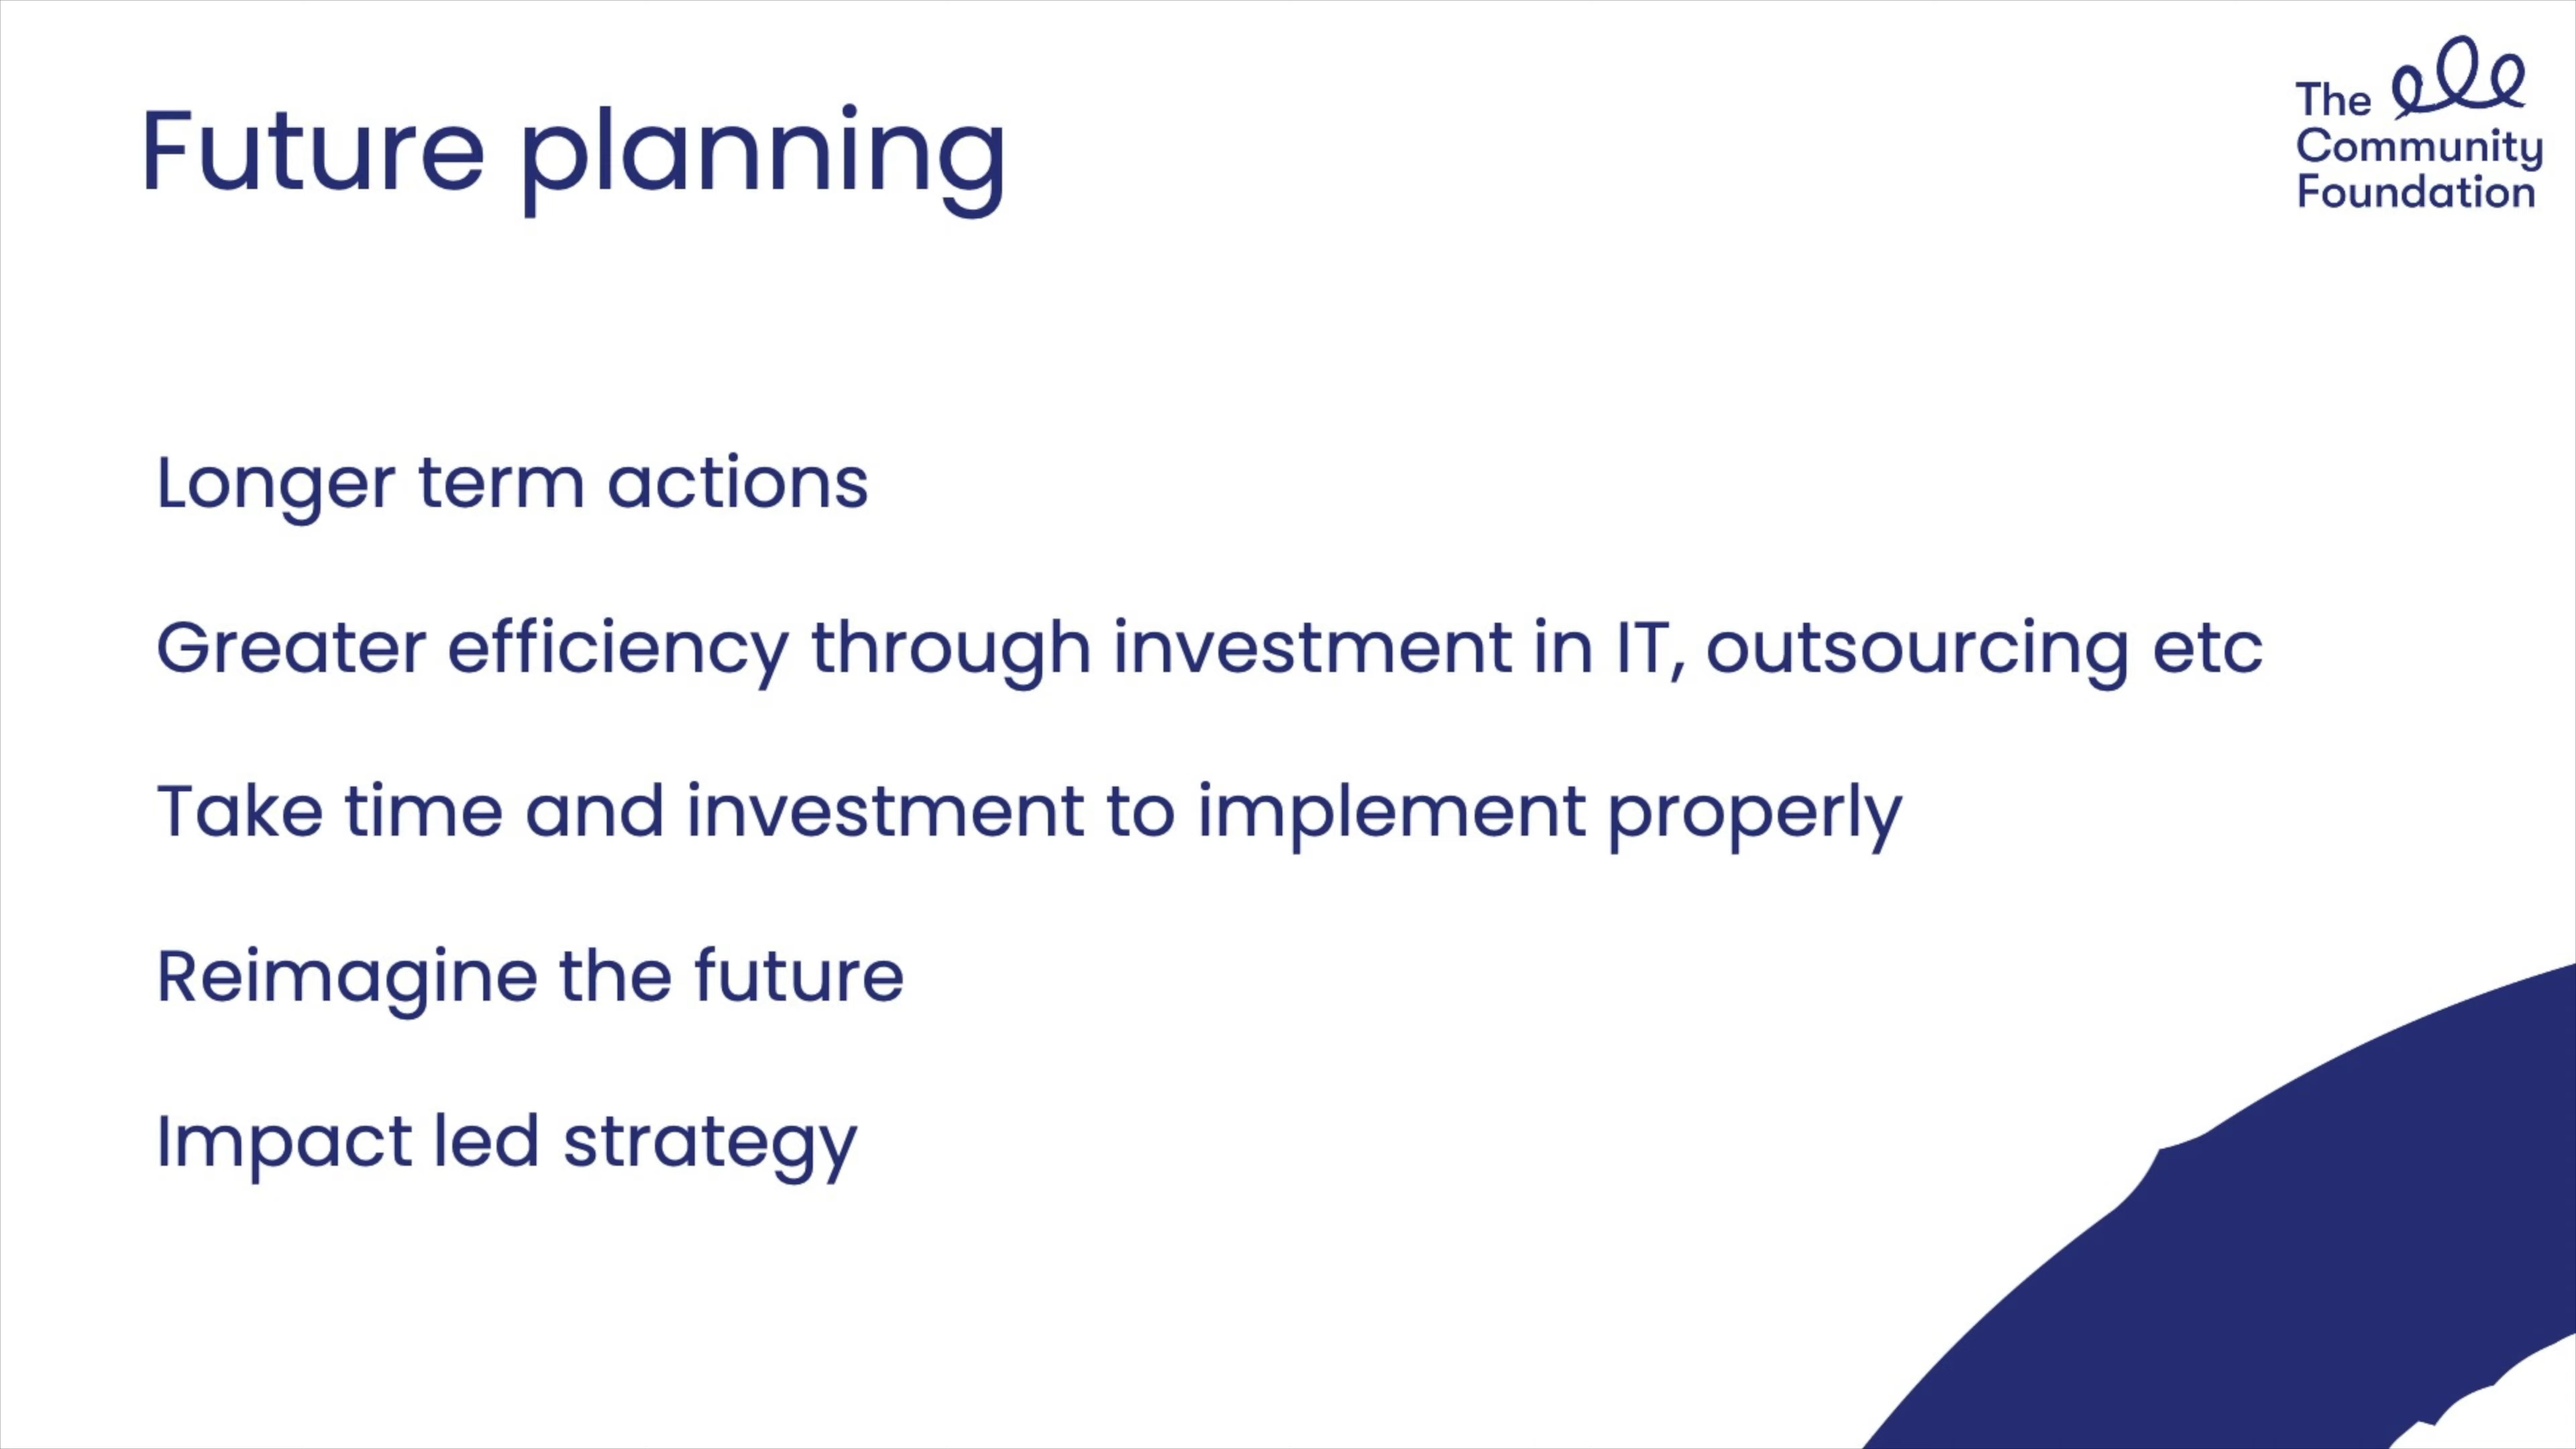 Future planning
The
Community
Foundation
Longer term actions
Greater efficiency through investment in IT, outsourcing etc
Take time and investment to implement properly
Reimagine the future
Impact led strategy